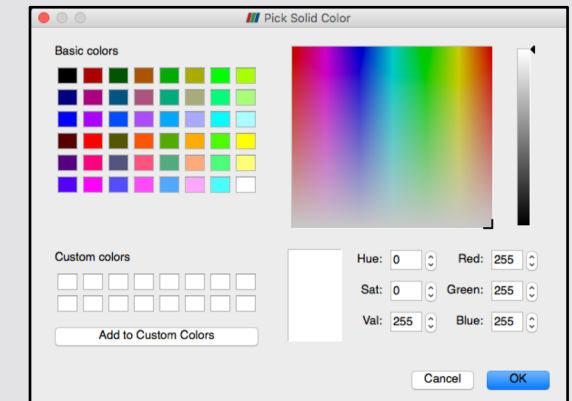 Pick Solid Color
Basic colors
Custom colors
Add to Custom Colors
Hue: 0 Red: 255
Sat: 0 Green: 255
Val: 255 Blue: 255
Cancel OK